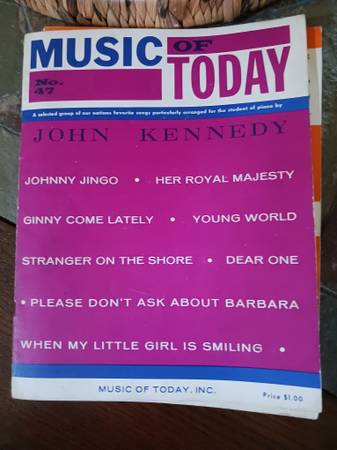 MUSIC OF
No. 47 TODAY
A selected group of our nations favorite songs particularly arranged for the student of piano by
JOHN KENNEDY
JOHNNY JINGO • HER ROYAL MAJESTY
GINNY COME LATELY • YOUNG WORLD
STRANGER ON THE SHORE • DEAR ONE
• PLEASE DON'T ASK ABOUT BARBARA
WHEN MY LITTLE GIRL IS SMILING •
MUSIC OF TODAY, INC.
Price $1.00